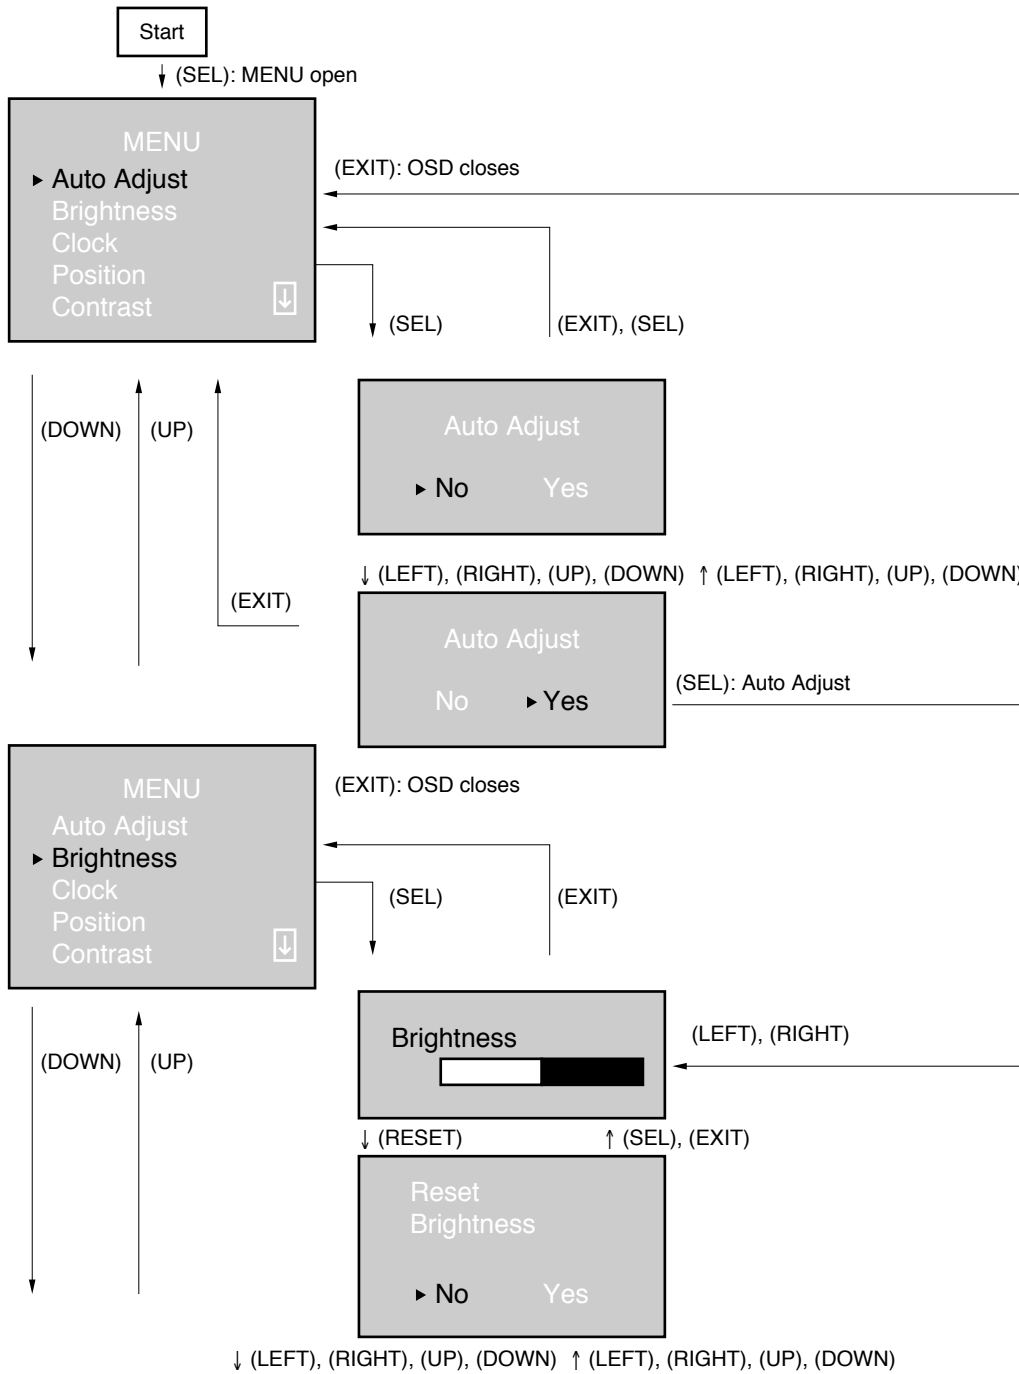 Start
(SEL): MENU open
MENU
Auto Adjust
Brightness
Clock
Position
Contrast
(EXIT): OSD closes
(SEL)
(EXIT), (SEL)
(DOWN)
(UP)
(EXIT)
Auto Adjust
No Yes
↓ (LEFT), (RIGHT), (UP), (DOWN) ↑ (LEFT), (RIGHT), (UP), (DOWN)
Auto Adjust
No Yes
(SEL): Auto Adjust
MENU
Auto Adjust
Brightness
Clock
Position
Contrast
(EXIT): OSD closes
(SEL)
(EXIT)
(DOWN)
(UP)
Brightness
(LEFT), (RIGHT)
↓ (RESET) ↑ (SEL), (EXIT)
Reset
Brightness
No Yes
↓ (LEFT), (RIGHT), (UP), (DOWN) ↑ (LEFT), (RIGHT), (UP), (DOWN)